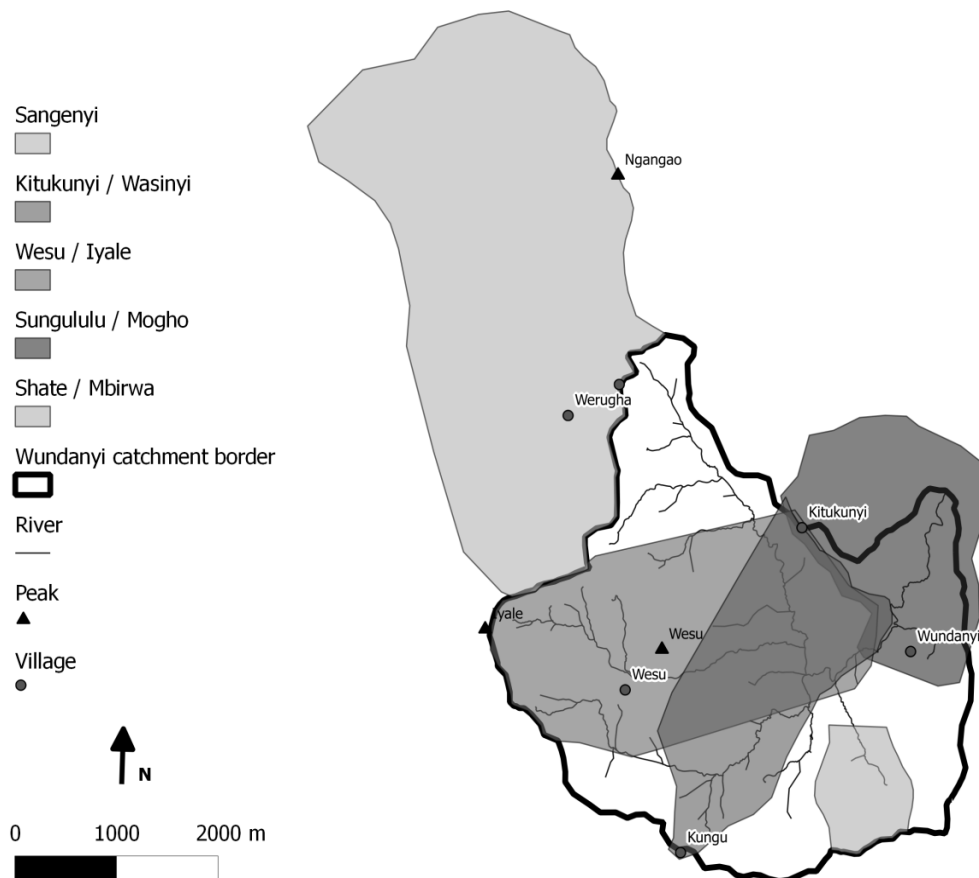 Sangenyi
Kitukunyi / Wasinyi
Wesu / Iyale
Sungululu / Mogho
Shate / Mbirwa
Wundanyi catchment border
River
Peak
Village
N
0 1000 2000 m
Ngangao
Werugha
Kitukunyi
Iyale
Wesu
Wundanyi
Wesu
Kungu